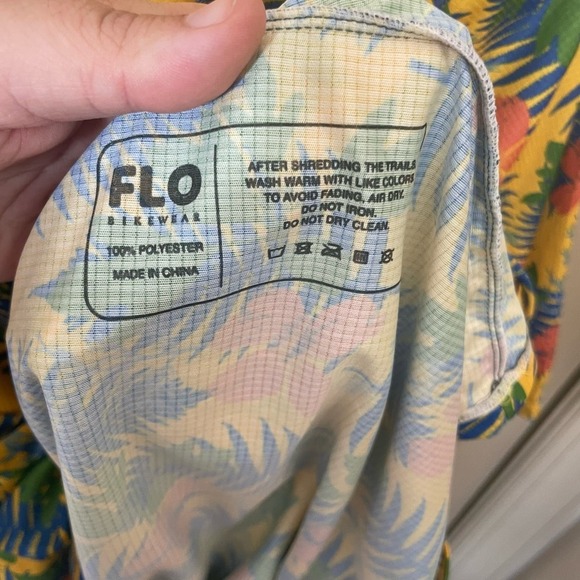 FLO
BIKEWEAR
100% POLYESTER
MADE IN CHINA
AFTER SHREDDING THE TRAILS
WASH WARM WITH LIKE COLORS
TO AVOID FADING, AIR DRY.
DO NOT IRON.
DO NOT DRY CLEAN.